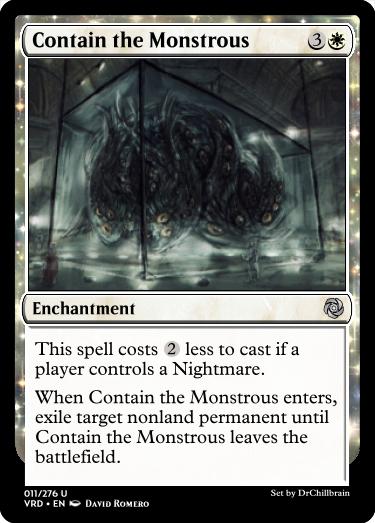 Contain the Monstrous 3
Enchantment
This spell costs 2 less to cast if a
player controls a Nightmare.
When Contain the Monstrous enters,
exile target nonland permanent until
Contain the Monstrous leaves the
battlefield.
011/276 U Set by DrChillbrain
VRD • EN David Romero